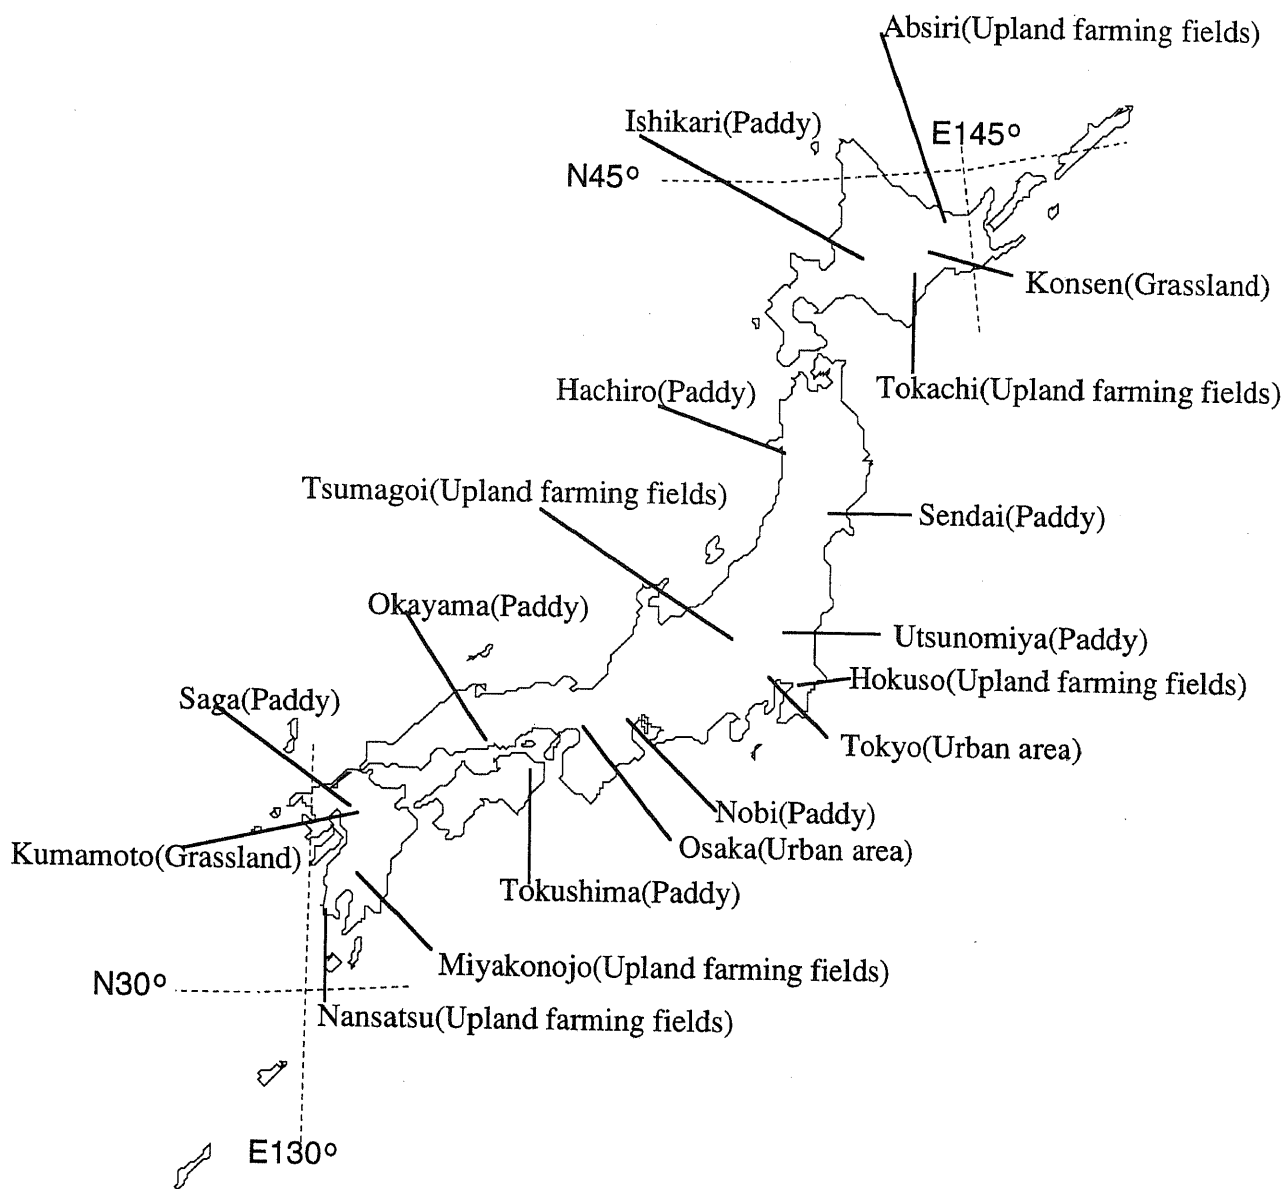 Absiri(Upland farming fields)
Ishikari(Paddy)
E145°
N45°
Konsen(Grassland)
Hachiro(Paddy)
Tokachi(Upland farming fields)
Tsumagoi(Upland farming fields)
Sendai(Paddy)
Okayama(Paddy)
Utsunomiya(Paddy)
Hokuso(Upland farming fields)
Saga(Paddy)
Tokyo(Urban area)
Nobi(Paddy)
Osaka(Urban area)
Kumamoto(Grassland)
Tokushima(Paddy)
Miyakonojo(Upland farming fields)
N30°
Nansatsu(Upland farming fields)
E130°